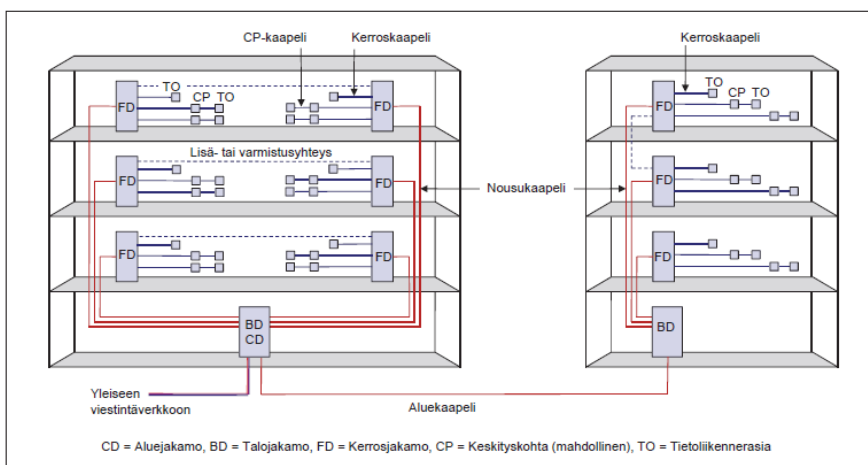 CP-kaapeli
Kerroskaapeli
Kerroskaapeli
TO
CP TO
FD
FD
TO
CP TO
FD
Lisä- tai varmistusyhteys
FD
FD
Nousukaapeli
FD
FD
FD
FD
BD
CD
BD
Yleiseen
viestintäverkkoon
Aluekaapeli
CD = Aluejakamo, BD = Talojakamo, FD = Kerrosjakamo, CP = Keskityskohta (mahdollinen), TO = Tietoliikennerasia